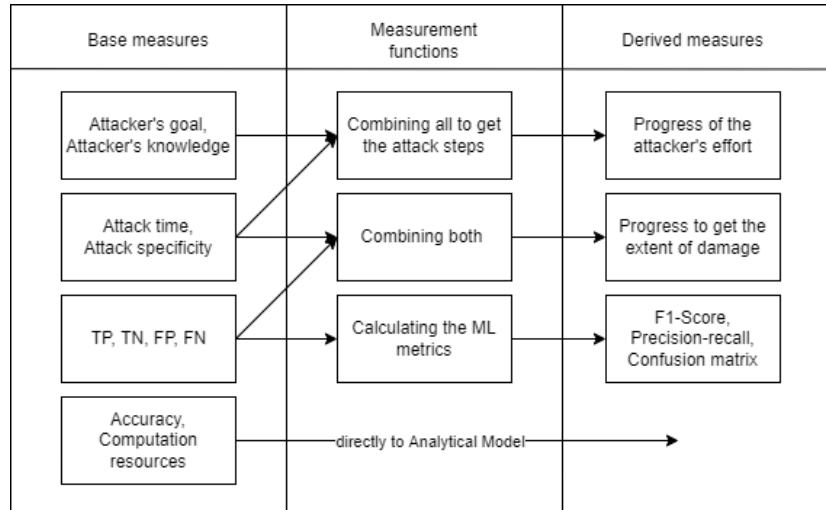 Base measures
Measurement
functions
Derived measures
Attacker's goal,
Attacker's knowledge
Combining all to get
the attack steps
Progress of the
attacker's effort
Attack time,
Attack specificity
Combining both
Progress to get the
extent of damage
TP, TN, FP, FN
Calculating the ML
metrics
F1-Score,
Precision-recall,
Confusion matrix
Accuracy,
Computation
resources
directly to Analytical Model